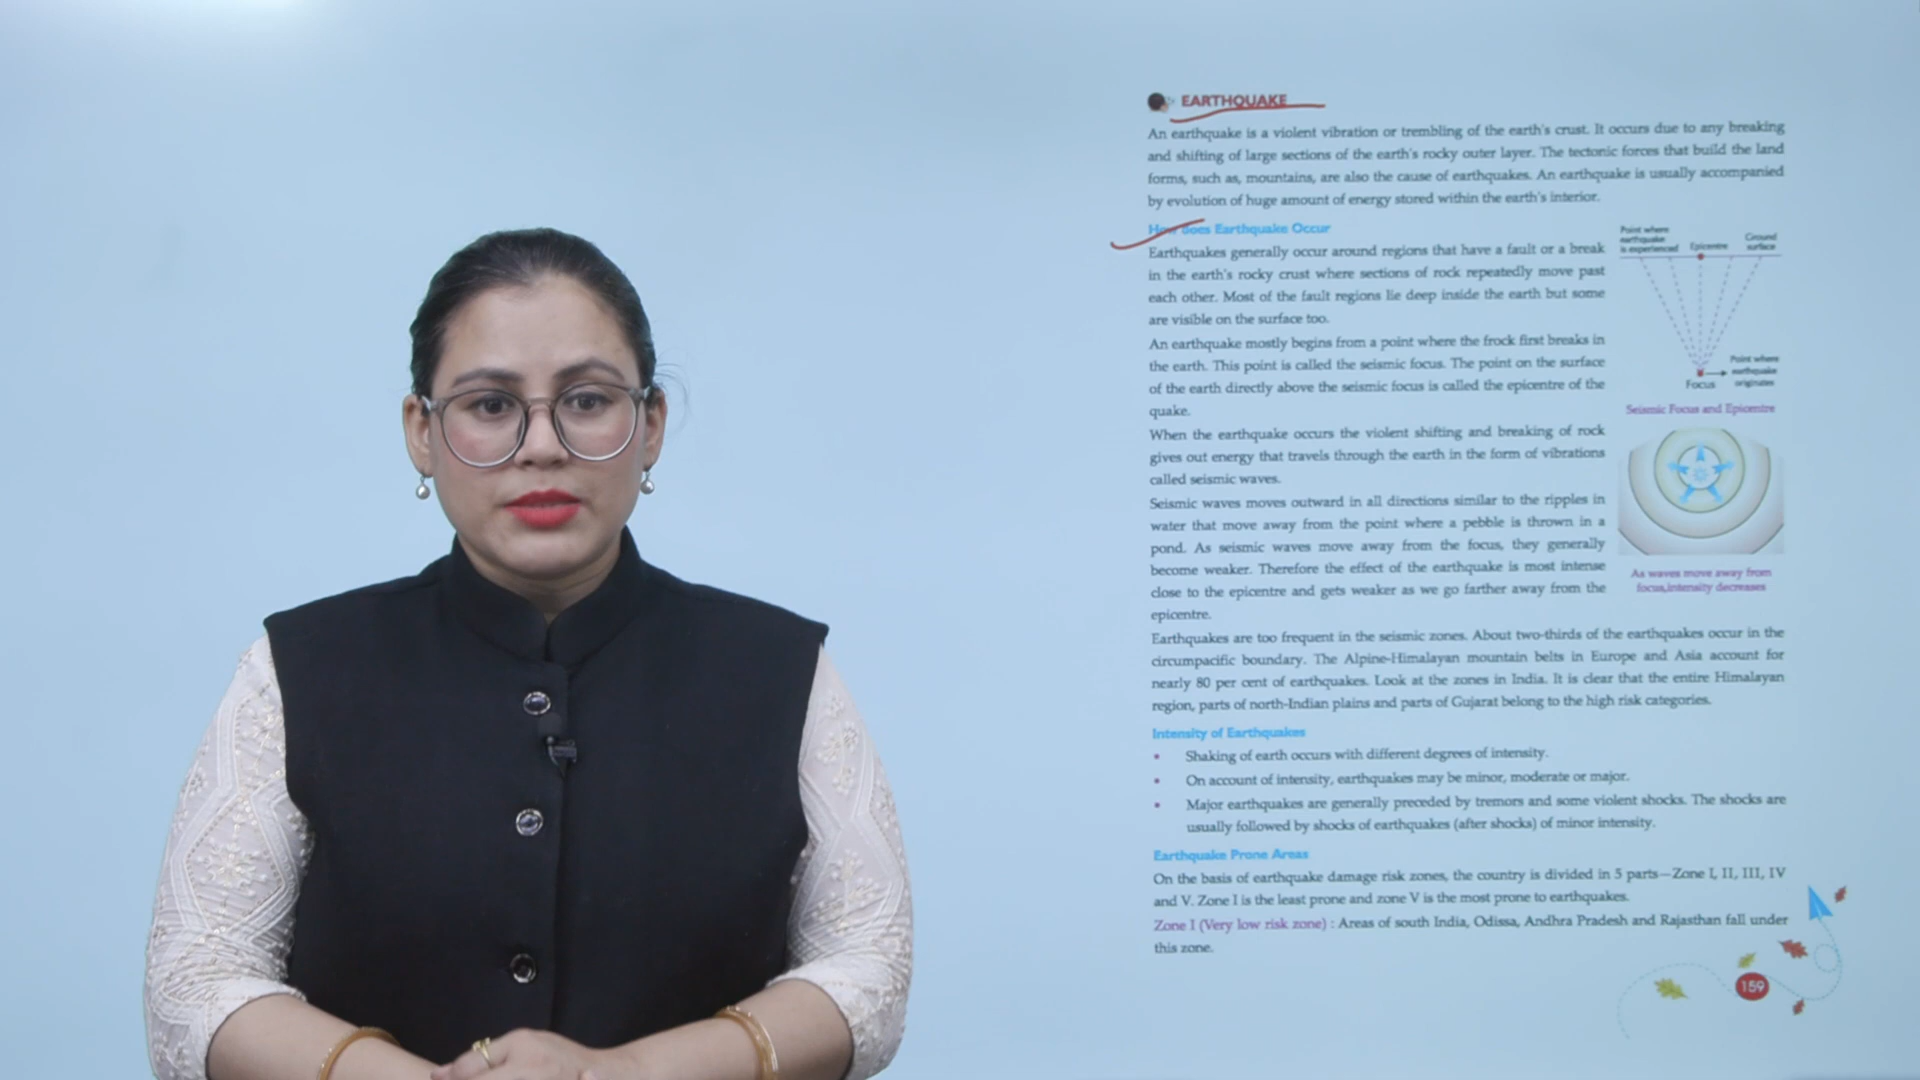 EARTHQUAKE
An earthquake is a violent vibration or trembling of the earth's crust. It occurs due to any breaking
and shifting of large sections of the earth's rocky outer layer. The tectonic forces that build the land
forms, such as, mountains, are also the cause of earthquakes. An earthquake is usually accompanied
by evolution of huge amount of energy stored within the earth's interior.
How does Earthquake Occur
Earthquakes generally occur around regions that have a fault or a break
in the earth's rocky crust where sections of rock repeatedly move past
each other. Most of the fault regions lie deep inside the earth but some
are visible on the surface too.
An earthquake mostly begins from a point where the frock first breaks in
the earth. This point is called the seismic focus. The point on the surface
of the earth directly above the seismic focus is called the epicentre of the
quake.
When the earthquake occurs the violent shifting and breaking of rock
gives out energy that travels through the earth in the form of vibrations
called seismic waves.
Seismic waves moves outward in all directions similar to the ripples in
water that move away from the point where a pebble is thrown in a
pond. As seismic waves move away from the focus, they generally
become weaker. Therefore the effect of the earthquake is most intense
close to the epicentre and gets weaker as we go farther away from the
epicentre.
Point where
earthquake
is experienced
Epicentre
Ground
surface
Focus
Point where
earthquake
originates
Seismic Focus and Epicentre
As waves move away from
focus,intensity decreases
Earthquakes are too frequent in the seismic zones. About two-thirds of the earthquakes occur in the
circumpacific boundary. The Alpine-Himalayan mountain belts in Europe and Asia account for
nearly 80 per cent of earthquakes. Look at the zones in India. It is clear that the entire Himalayan
region, parts of north-Indian plains and parts of Gujarat belong to the high risk categories.
Intensity of Earthquakes
• Shaking of earth occurs with different degrees of intensity.
• On account of intensity, earthquakes may be minor, moderate or major.
• Major earthquakes are generally preceded by tremors and some violent shocks. The shocks are
usually followed by shocks of earthquakes (after shocks) of minor intensity.
Earthquake Prone Areas
On the basis of earthquake damage risk zones, the country is divided in 5 parts—Zone I, II, III, IV
and V. Zone I is the least prone and zone V is the most prone to earthquakes.
Zone I (Very low risk zone) : Areas of south India, Odissa, Andhra Pradesh and Rajasthan fall under
this zone.
159